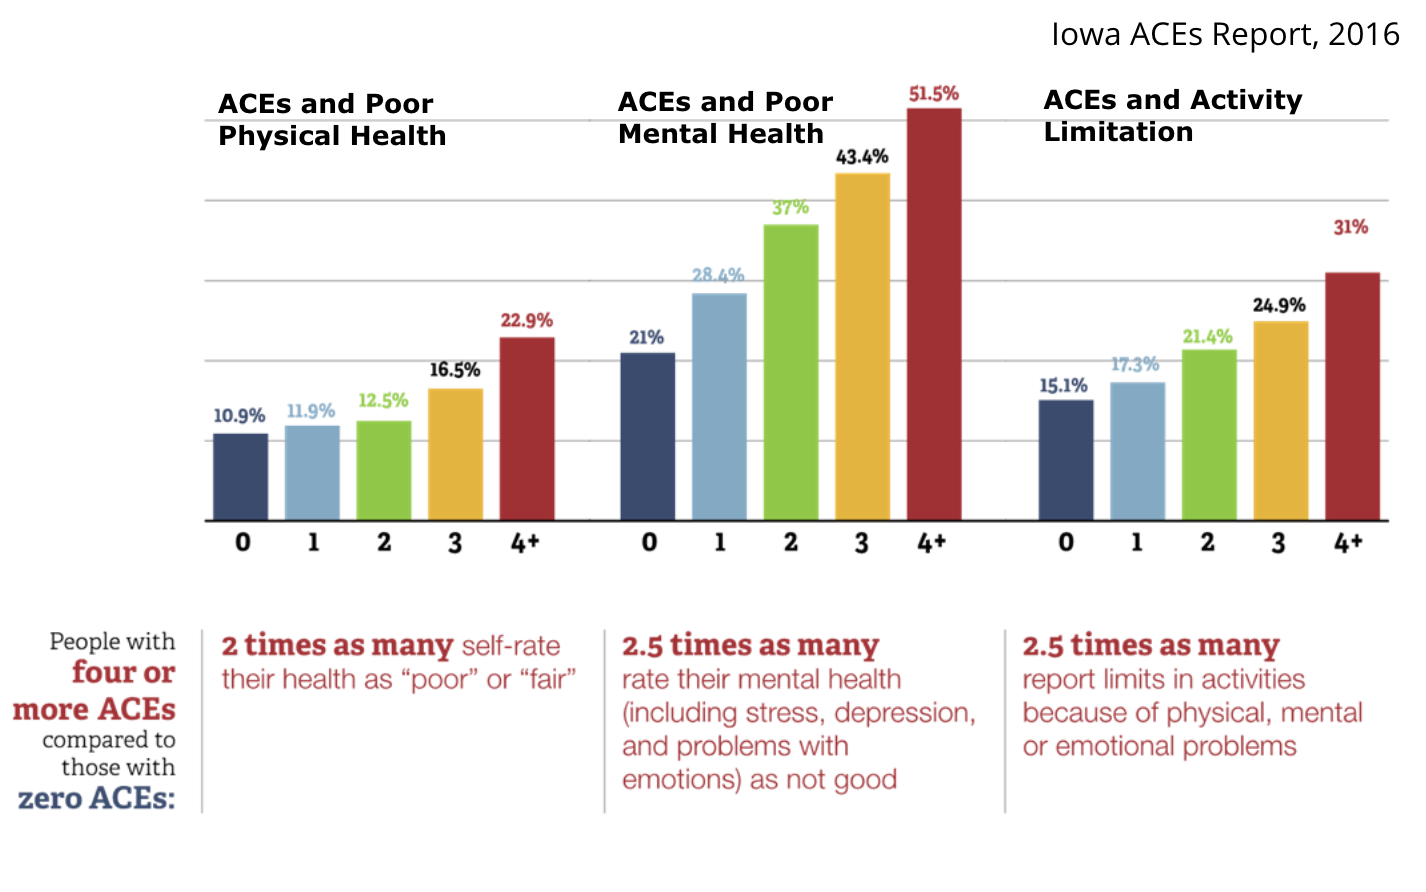 Iowa ACEs Report, 2016
ACEs and Poor
Physical Health
10.9%
11.9%
12.5%
16.5%
22.9%
0 1 2 3 4+
ACEs and Poor
Mental Health
21%
28.4%
37%
43.4%
51.5%
0 1 2 3 4+
ACEs and Activity
Limitation
15.1%
17.3%
21.4%
24.9%
31%
0 1 2 3 4+
People with
four or
more ACEs
compared to
those with
zero ACEs:
2 times as many self-rate
their health as “poor” or “fair”
2.5 times as many
rate their mental health
(including stress, depression,
and problems with
emotions) as not good
2.5 times as many
report limits in activities
because of physical, mental
or emotional problems